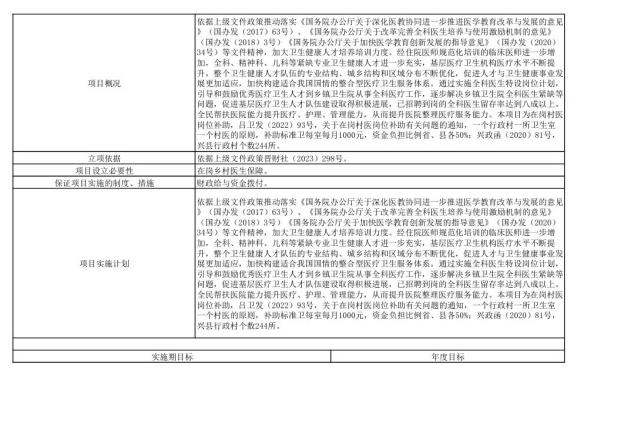 依据上级文件政策推动落实《国务院办公厅关于深化医教协同进一步推进医学教育改革与发展的意见
》（国办发（2017）63号）、《国务院办公厅关于改革完善全科医生培养与使用激励机制的意见》
（国办发（2018）3号）《国务院办公厅关于加快医学教育创新发展的指导意见》（国办发（2020）
34号）等文件精神，加大卫生健康人才培养培训力度。经住院医师规范化培训的临床医师进一步增
加，全科、精神科、儿科等紧缺专业卫生健康人才进一步充实，基层医疗卫生机构医疗水平不断提
升，整个卫生健康人才队伍的专业结构、城乡结构和区域分布不断优化，促进人才与卫生健康事业发
展更加适应，加快构建适合我国国情的整合型医疗卫生服务体系。通过实施全科医生特设岗位计划，
项目概况
引导和鼓励优秀医疗卫生人才到乡镇卫生院从事全科医疗工作，逐步解决乡镇卫生院全科医生紧缺等
问题，促进基层医疗卫生人才队伍建设取得积极进展，已招聘到岗的全科医生留存率达到八成以上。
全民帮扶医院能力提升医疗、护理、管理能力，从而提升医院整理医疗服务能力。本项目为在岗村医
岗位补助，吕卫发（2022）93号，关于在岗村医岗位补助有关问题的通知，一个行政村一所卫生室
一个村医的原则，补助标准卫每室每月1000元，资金负担比例省、县各50%；兴政函（2020）81号，
兴县行政村个数244所。
立项依据 依据上级文件政策晋财社（2023）298号。
项目设立必要性 在岗乡村医生保障。
保证项目实施的制度、措施 财政给与资金拨付。
依据上级文件政策推动落实《国务院办公厅关于深化医教协同进一步推进医学教育改革与发展的意见
》（国办发（2017）63号）、《国务院办公厅关于改革完善全科医生培养与使用激励机制的意见》
（国办发（2018）3号）《国务院办公厅关于加快医学教育创新发展的指导意见》（国办发（2020）
34号）等文件精神，加大卫生健康人才培养培训力度。经住院医师规范化培训的临床医师进一步增
加，全科、精神科、儿科等紧缺专业卫生健康人才进一步充实，基层医疗卫生机构医疗水平不断提
升，整个卫生健康人才队伍的专业结构、城乡结构和区域分布不断优化，促进人才与卫生健康事业发
展更加适应，加快构建适合我国国情的整合型医疗卫生服务体系。通过实施全科医生特设岗位计划，
项目实施计划
引导和鼓励优秀医疗卫生人才到乡镇卫生院从事全科医疗工作，逐步解决乡镇卫生院全科医生紧缺等
问题，促进基层医疗卫生人才队伍建设取得积极进展，已招聘到岗的全科医生留存率达到八成以上。
全民帮扶医院能力提升医疗、护理、管理能力，从而提升医院整理医疗服务能力。本项目为在岗村医
岗位补助，吕卫发（2022）93号，关于在岗村医岗位补助有关问题的通知，一个行政村一所卫生室
一个村医的原则，补助标准卫每室每月1000元，资金负担比例省、县各50%；兴政函（2020）81号，
兴县行政村个数244所。
实施期目标 年度目标